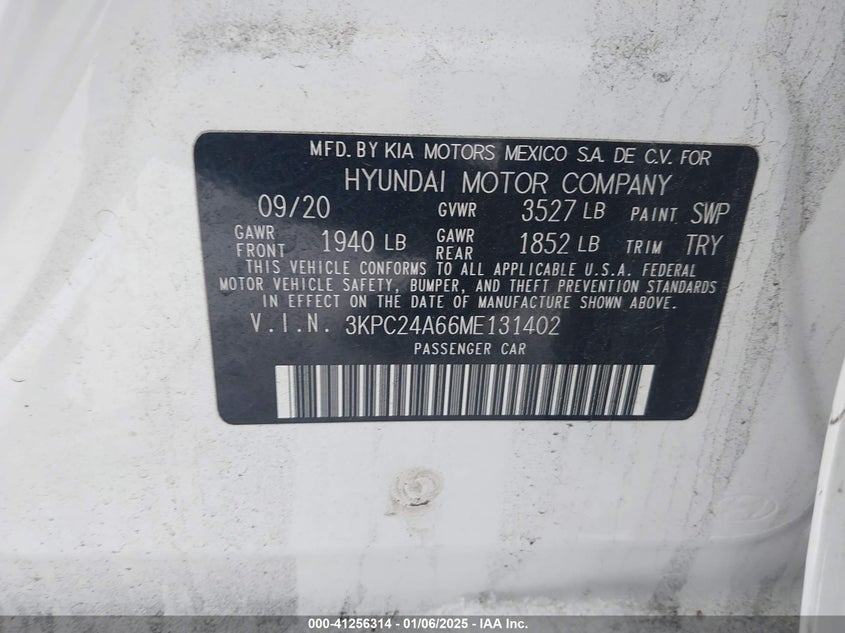 MFD. BY KIA MOTORS MEXICO S.A. DE C.V. FOR
HYUNDAI MOTOR COMPANY
09/20 GVWR 3527 LB PAINT SWP
GAWR FRONT 1940 LB GAWR REAR 1852 LB TRIM TRY
THIS VEHICLE CONFORMS TO ALL APPLICABLE U.S.A. FEDERAL
MOTOR VEHICLE SAFETY, BUMPER, AND THEFT PREVENTION STANDARDS
IN EFFECT ON THE DATE OF MANUFACTURE SHOWN ABOVE.
V.I.N. 3KPC24A66ME131402
PASSENGER CAR
000-41256314 - 01/06/2025 - IAA Inc.